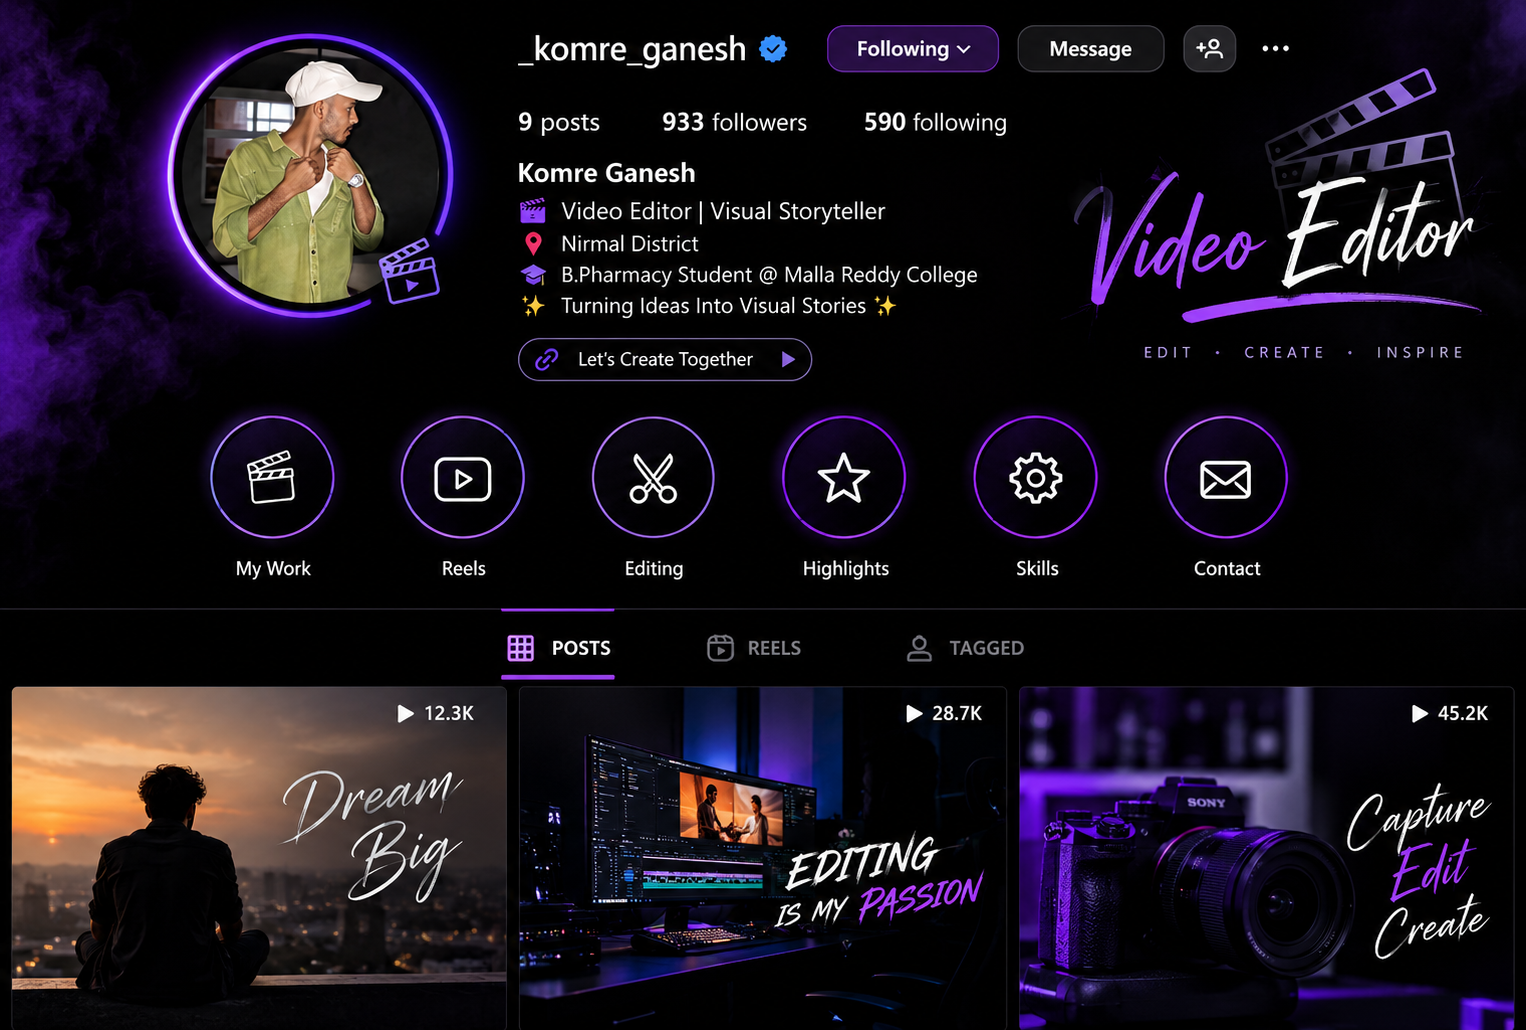 _komre_ganesh
Following
Message
9 posts
933 followers
590 following
Komre Ganesh
Video Editor | Visual Storyteller
Nirmal District
B.Pharmacy Student @ Malla Reddy College
Turning Ideas Into Visual Stories
Let's Create Together
Video Editor
EDIT • CREATE • INSPIRE
My Work
Reels
Editing
Highlights
Skills
Contact
POSTS
REELS
TAGGED
12.3K
Dream
Big
28.7K
EDITING
IS MY PASSION
45.2K
SONY
Capture
Edit
Create